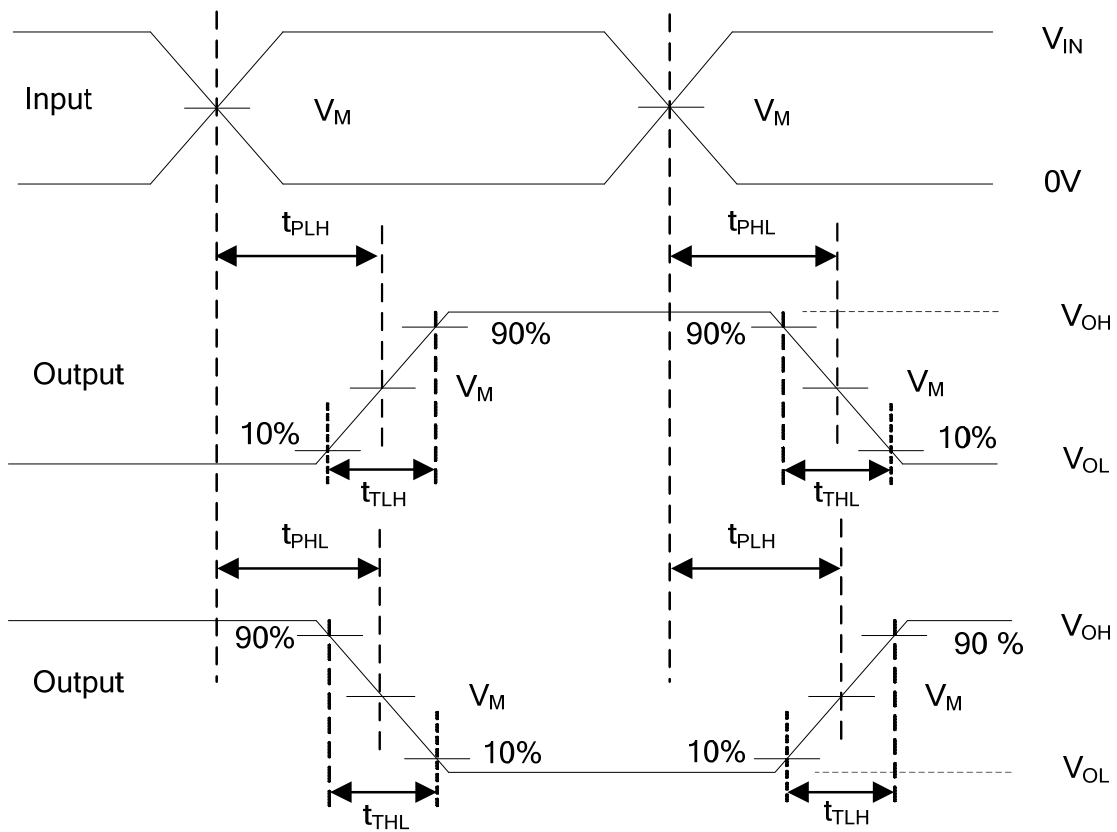 V_IN
Input
V_M V_M
0V
t_PLH t_PHL
V_OH
90% 90%
Output
V_M V_M
10% 10%
V_OL
t_TLH t_THL
t_PHL t_PLH
V_OH
90% 90 %
Output
V_M V_M
10% 10%
V_OL
t_THL t_TLH